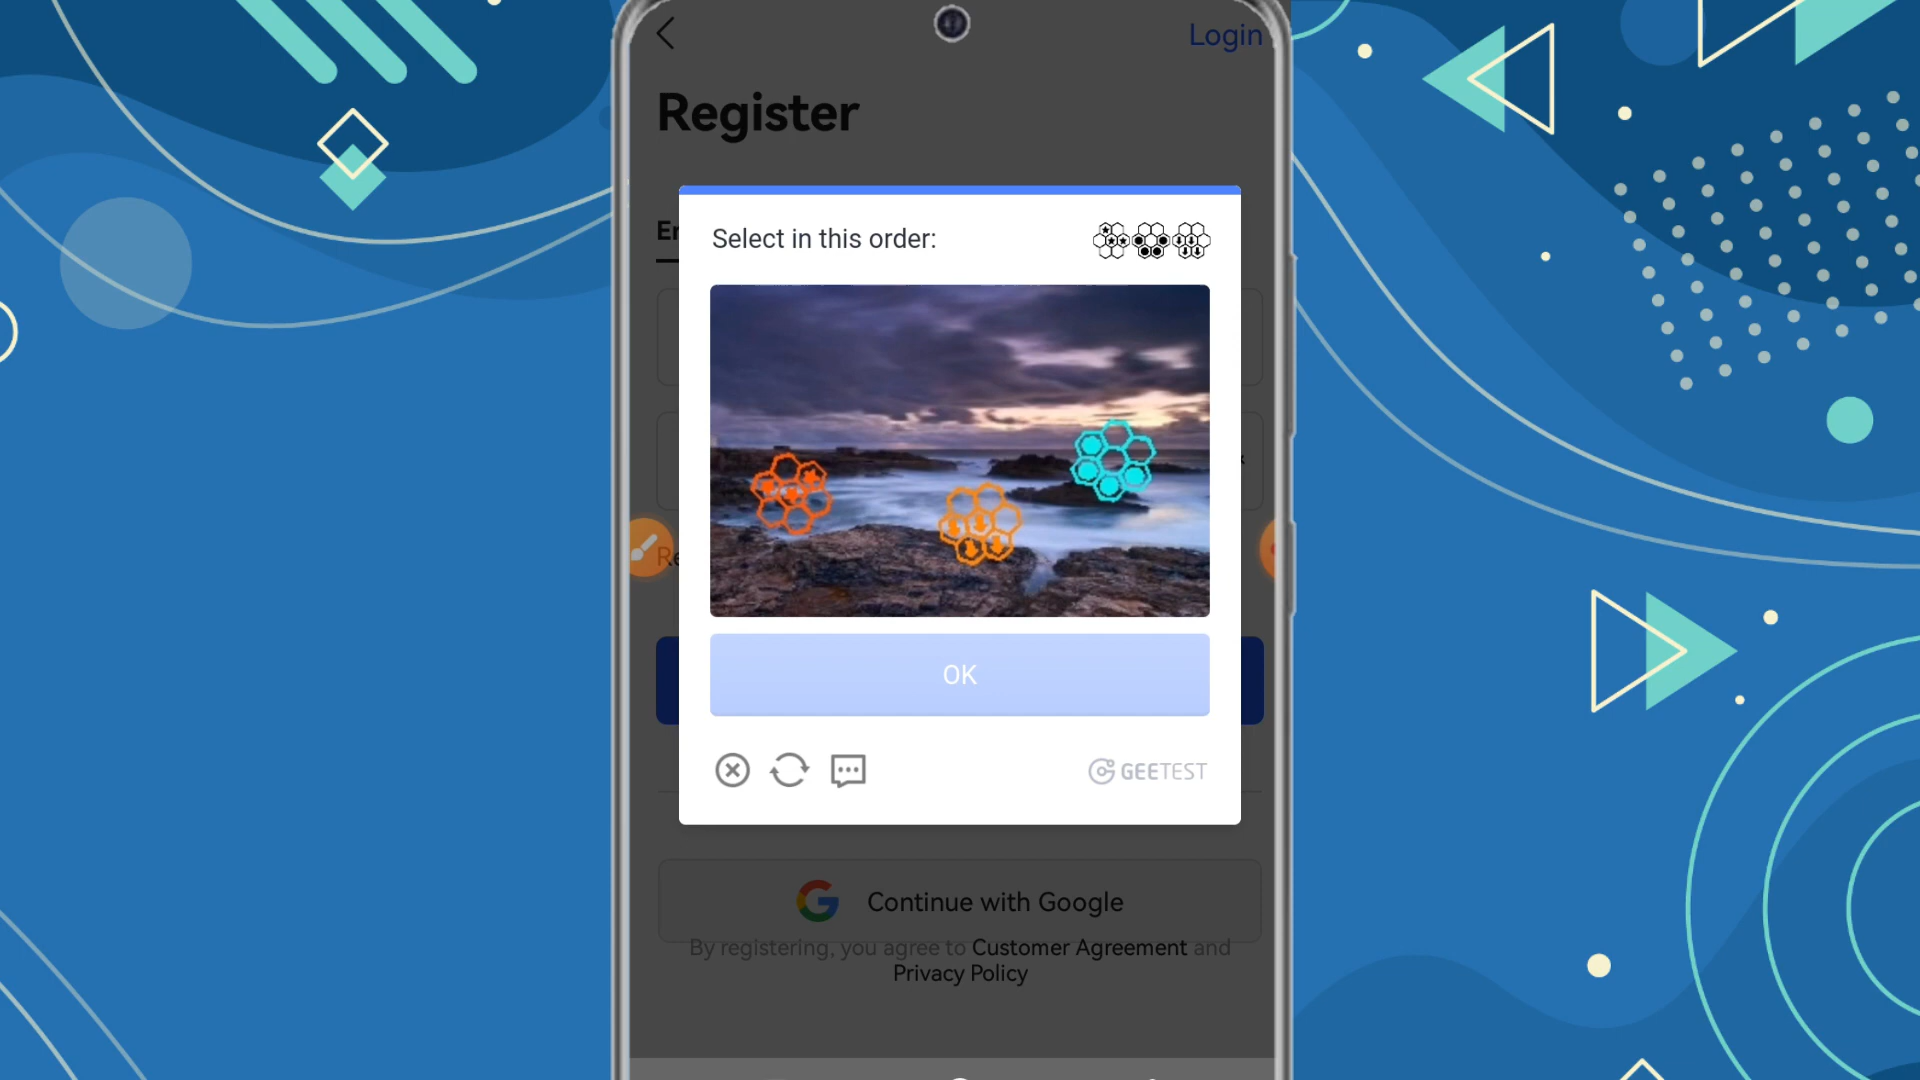 Login
Register
Select in this order:
OK
GEETEST
Continue with Google
By registering, you agree to Customer Agreement and
Privacy Policy